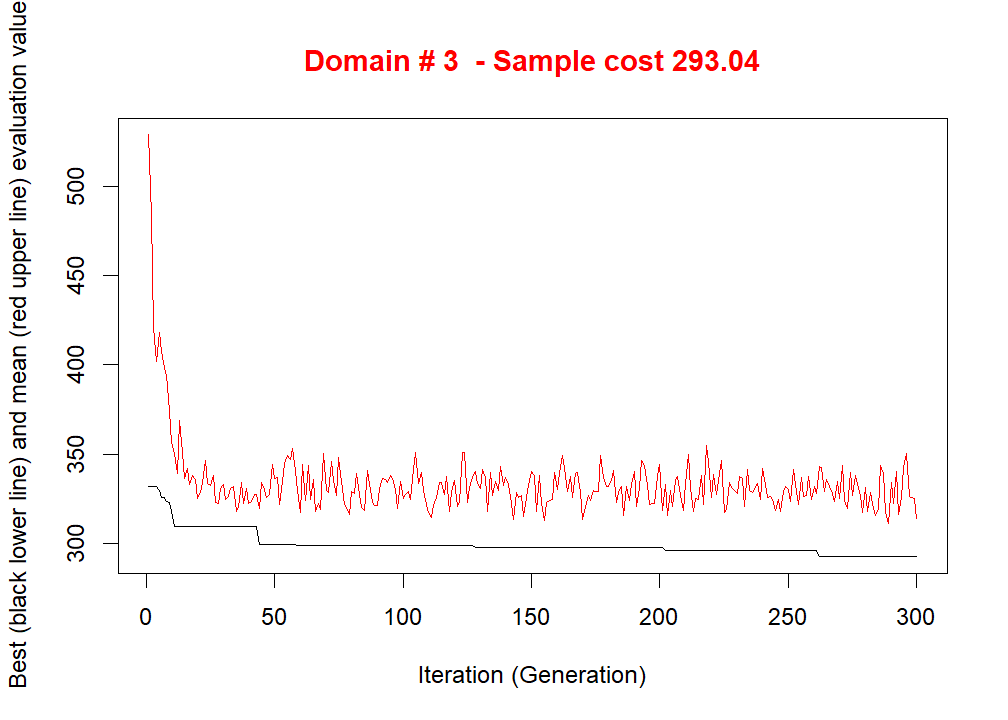 Domain # 3  - Sample cost 293.04
Best (black lower line) and mean (red upper line) evaluation value
500
450
400
350
300
0 50 100 150 200 250 300
Iteration (Generation)